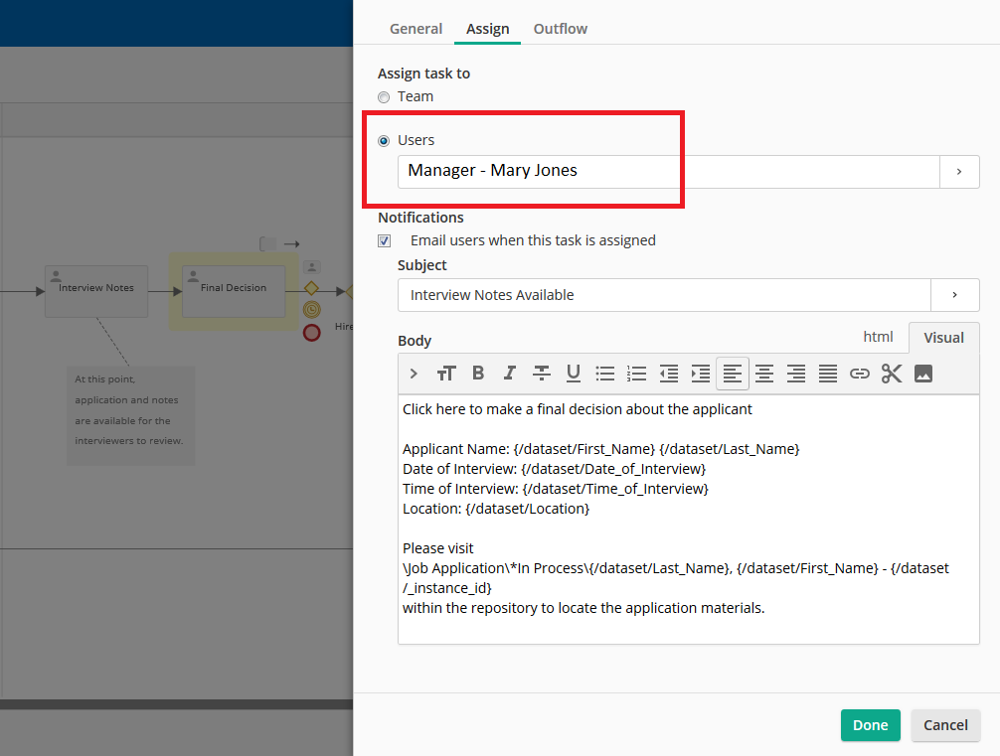 General Assign Outflow
Assign task to
Team
Users
Manager - Mary Jones
Notifications
Email users when this task is assigned
Subject
Interview Notes Available
Body
html Visual
Click here to make a final decision about the applicant
Applicant Name: {/dataset/First_Name} {/dataset/Last_Name}
Date of Interview: {/dataset/Date_of_Interview}
Time of Interview: {/dataset/Time_of_Interview}
Location: {/dataset/Location}
Please visit
\Job Application\*In Process\{/dataset/Last_Name}, {/dataset/First_Name} - {/dataset
/_instance_id}
within the repository to locate the application materials.
Done Cancel
Interview Notes
Final Decision
Hire
At this point,
application and notes
are available for the
interviewers to review.